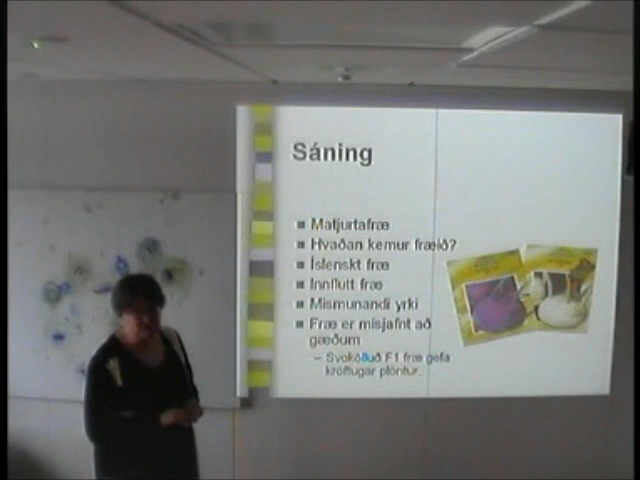 Sáning
Matjurtafræ
Hvaðan kemur fræið?
Íslenskt fræ
Innflutt fræ
Mismunandi yrki
Fræ er misjafnt að
gæðum
– Svokölluð F1 fræ gefa
kröftugar plöntur..